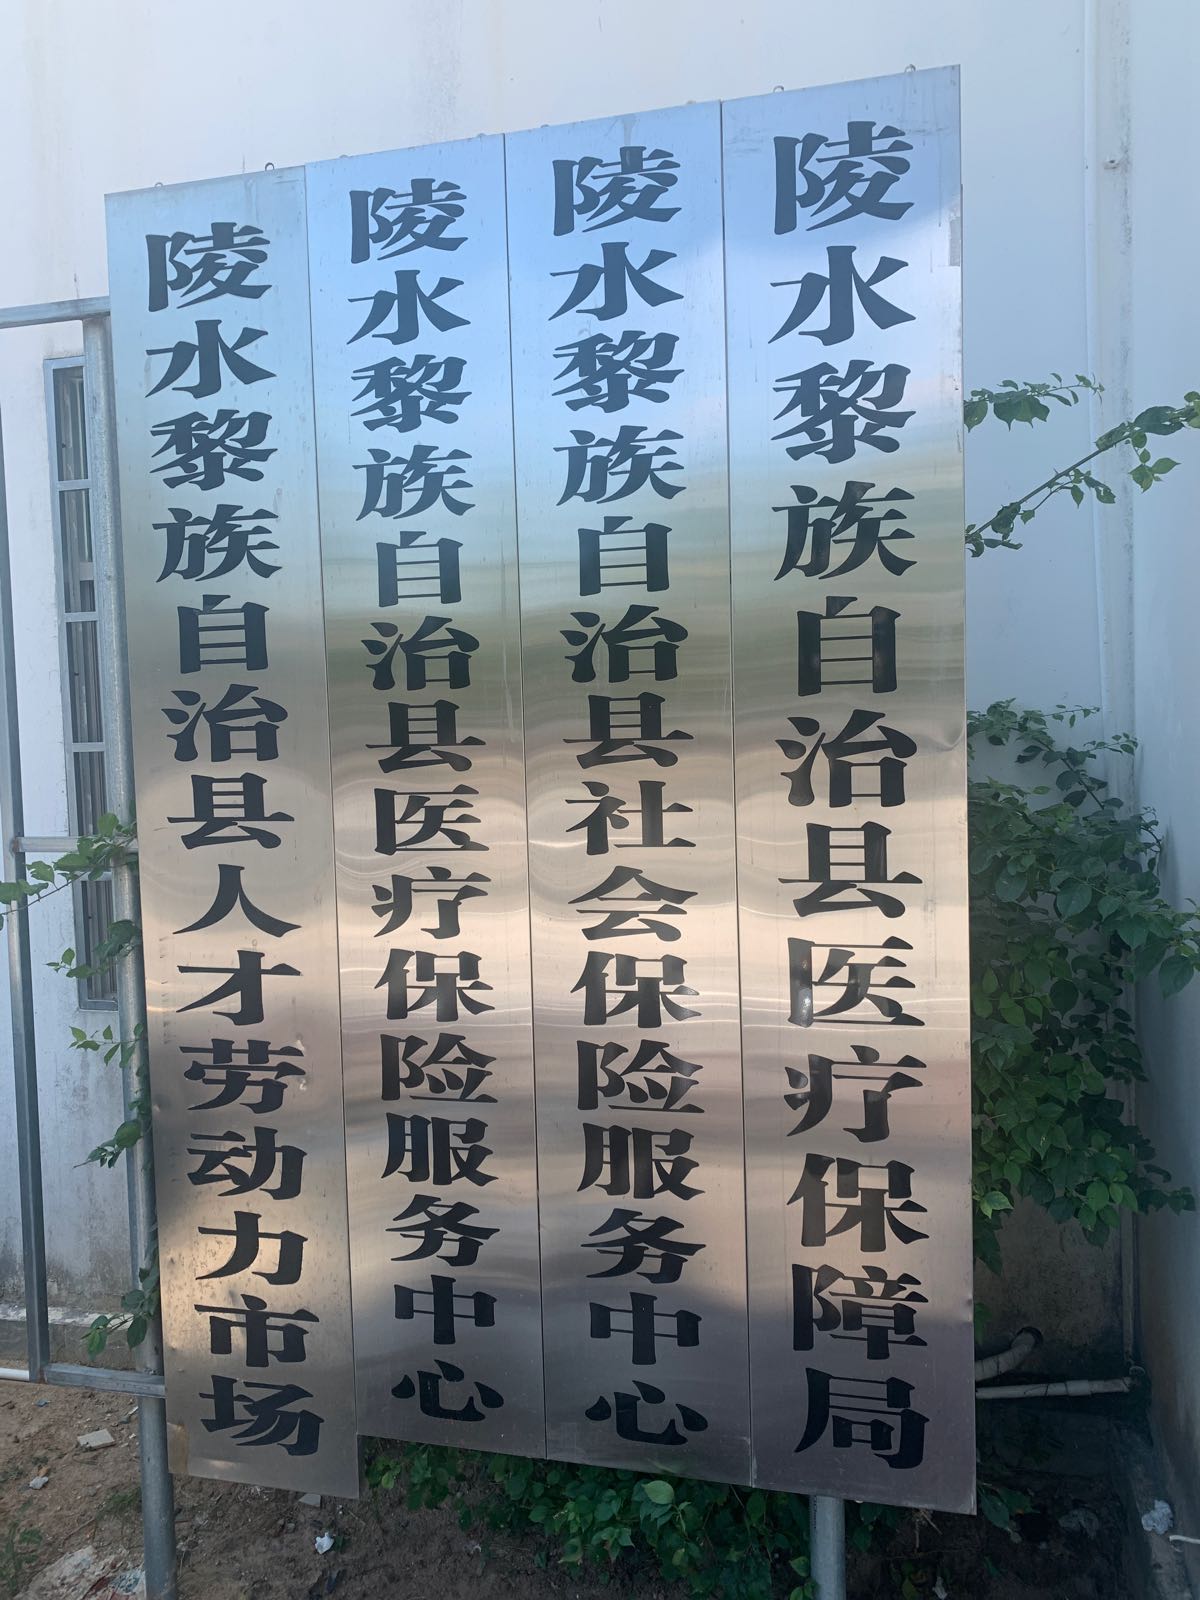 陵水黎族自治县医疗保障局
陵水黎族自治县社会保险服务中心
陵水黎族自治县医疗保险服务中心
陵水黎族自治县人才劳动力市场